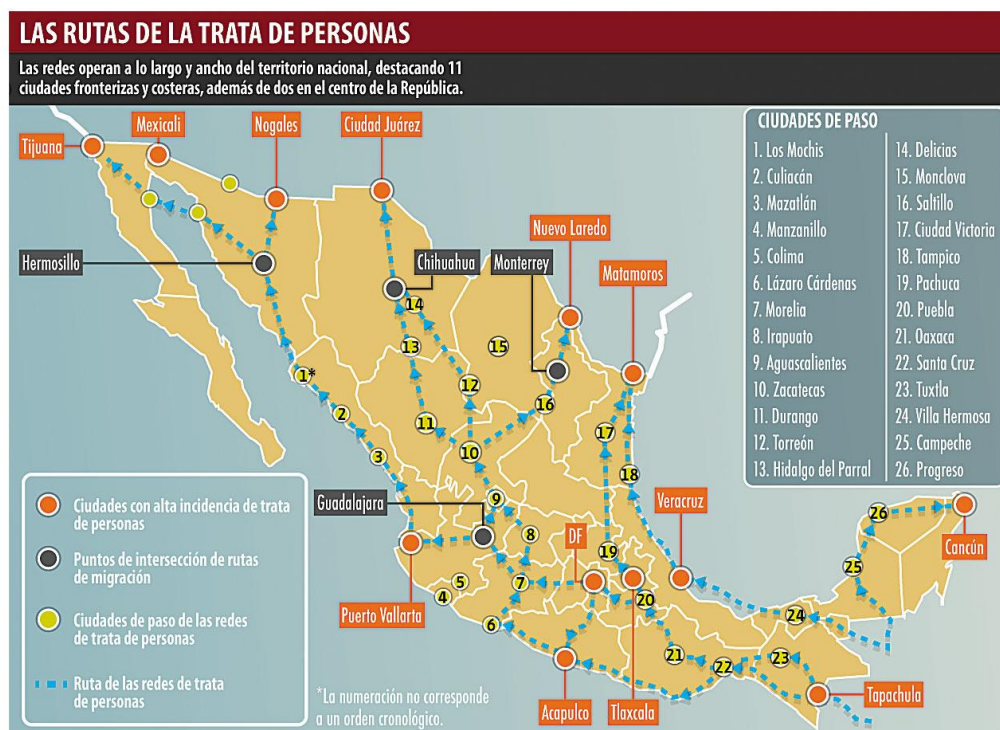 LAS RUTAS DE LA TRATA DE PERSONAS
Las redes operan a lo largo y ancho del territorio nacional, destacando 11
ciudades fronterizas y costeras, además de dos en el centro de la República.
Tijuana
Mexicali
Nogales
Ciudad Juárez
Nuevo Laredo
Matamoros
Hermosillo
Chihuahua
Monterrey
CIUDADES DE PASO
1. Los Mochis
2. Culiacán
3. Mazatlán
4. Manzanillo
5. Colima
6. Lázaro Cárdenas
7. Morelia
8. Irapuato
9. Aguascalientes
10. Zacatecas
11. Durango
12. Torreón
13. Hidalgo del Parral
14. Delicias
15. Monclova
16. Saltillo
17. Ciudad Victoria
18. Tampico
19. Pachuca
20. Puebla
21. Oaxaca
22. Santa Cruz
23. Tuxtla
24. Villa Hermosa
25. Campeche
26. Progreso
14
13
15
1*
12
16
2
11
17
10
3
18
9
8
19
26
25
7
5
4
6
20
24
21
22
23
Guadalajara
DF
Veracruz
Cancún
Puerto Vallarta
Acapulco
Tlaxcala
Tapachula
Ciudades con alta incidencia de trata
de personas
Puntos de intersección de rutas
de migración
Ciudades de paso de las redes
de trata de personas
Ruta de las redes de trata
de personas
*La numeración no corresponde
a un orden cronológico.